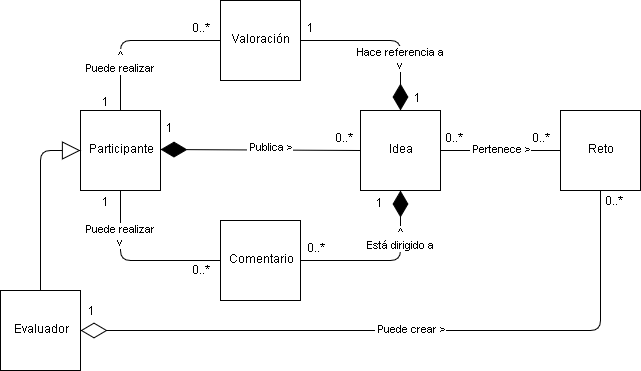 0..*
Valoración
1
Puede realizar >
Hace referencia a >
1
1
1
Participante
Publica >
0..*
Idea
0..*
Pertenece >
0..*
Reto
1
Puede realizar >
0..*
Comentario
0..*
1
Está dirigido a >
0..*
Evaluador
1
Puede crear >